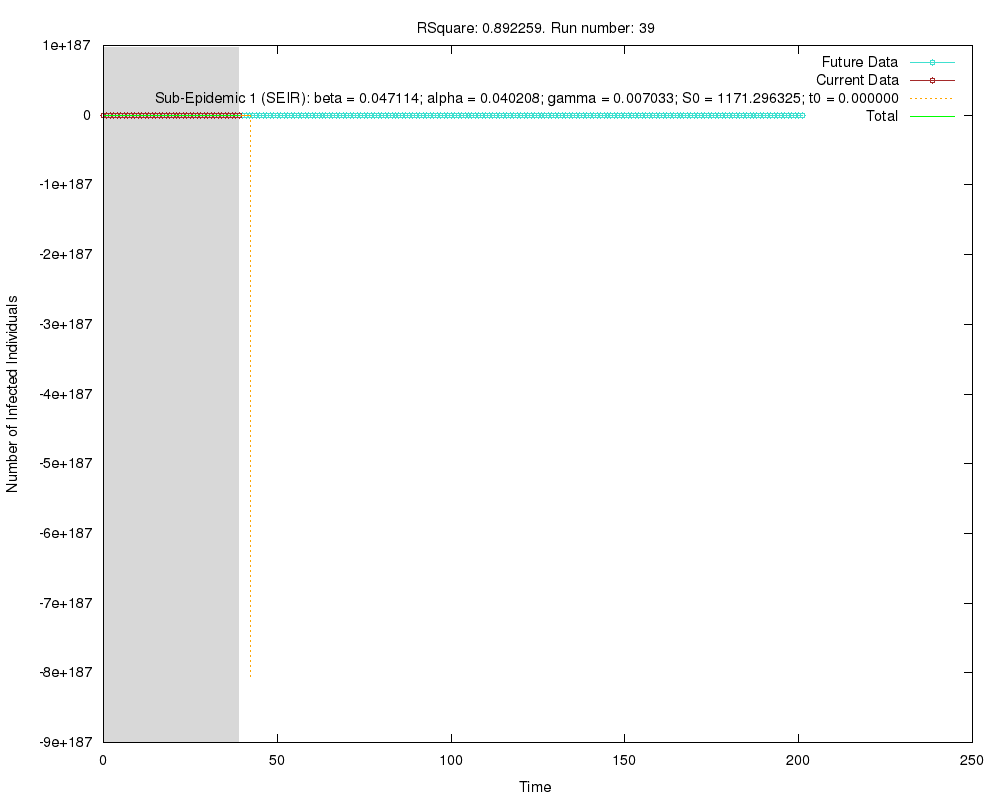 RSquare: 0.892259. Run number: 39
1e+187
Future Data
Current Data
Sub-Epidemic 1 (SEIR): beta = 0.047114; alpha = 0.040208; gamma = 0.007033; S0 = 1171.296325; t0 = 0.000000
0
Total
-1e+187
-2e+187
-3e+187
-4e+187
-5e+187
-6e+187
-7e+187
-8e+187
-9e+187
Number of Infected Individuals
0
50
100
150
200
250
Time